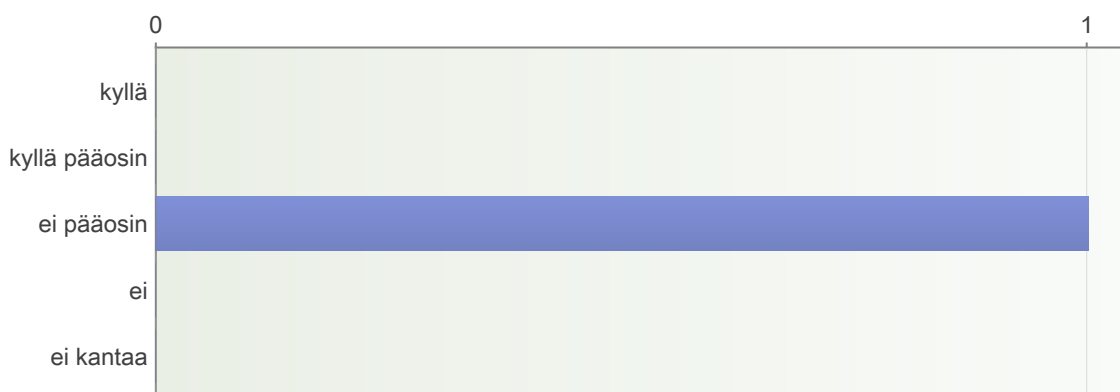 0 1
kyllä
kyllä pääosin
ei pääosin
ei
ei kantaa